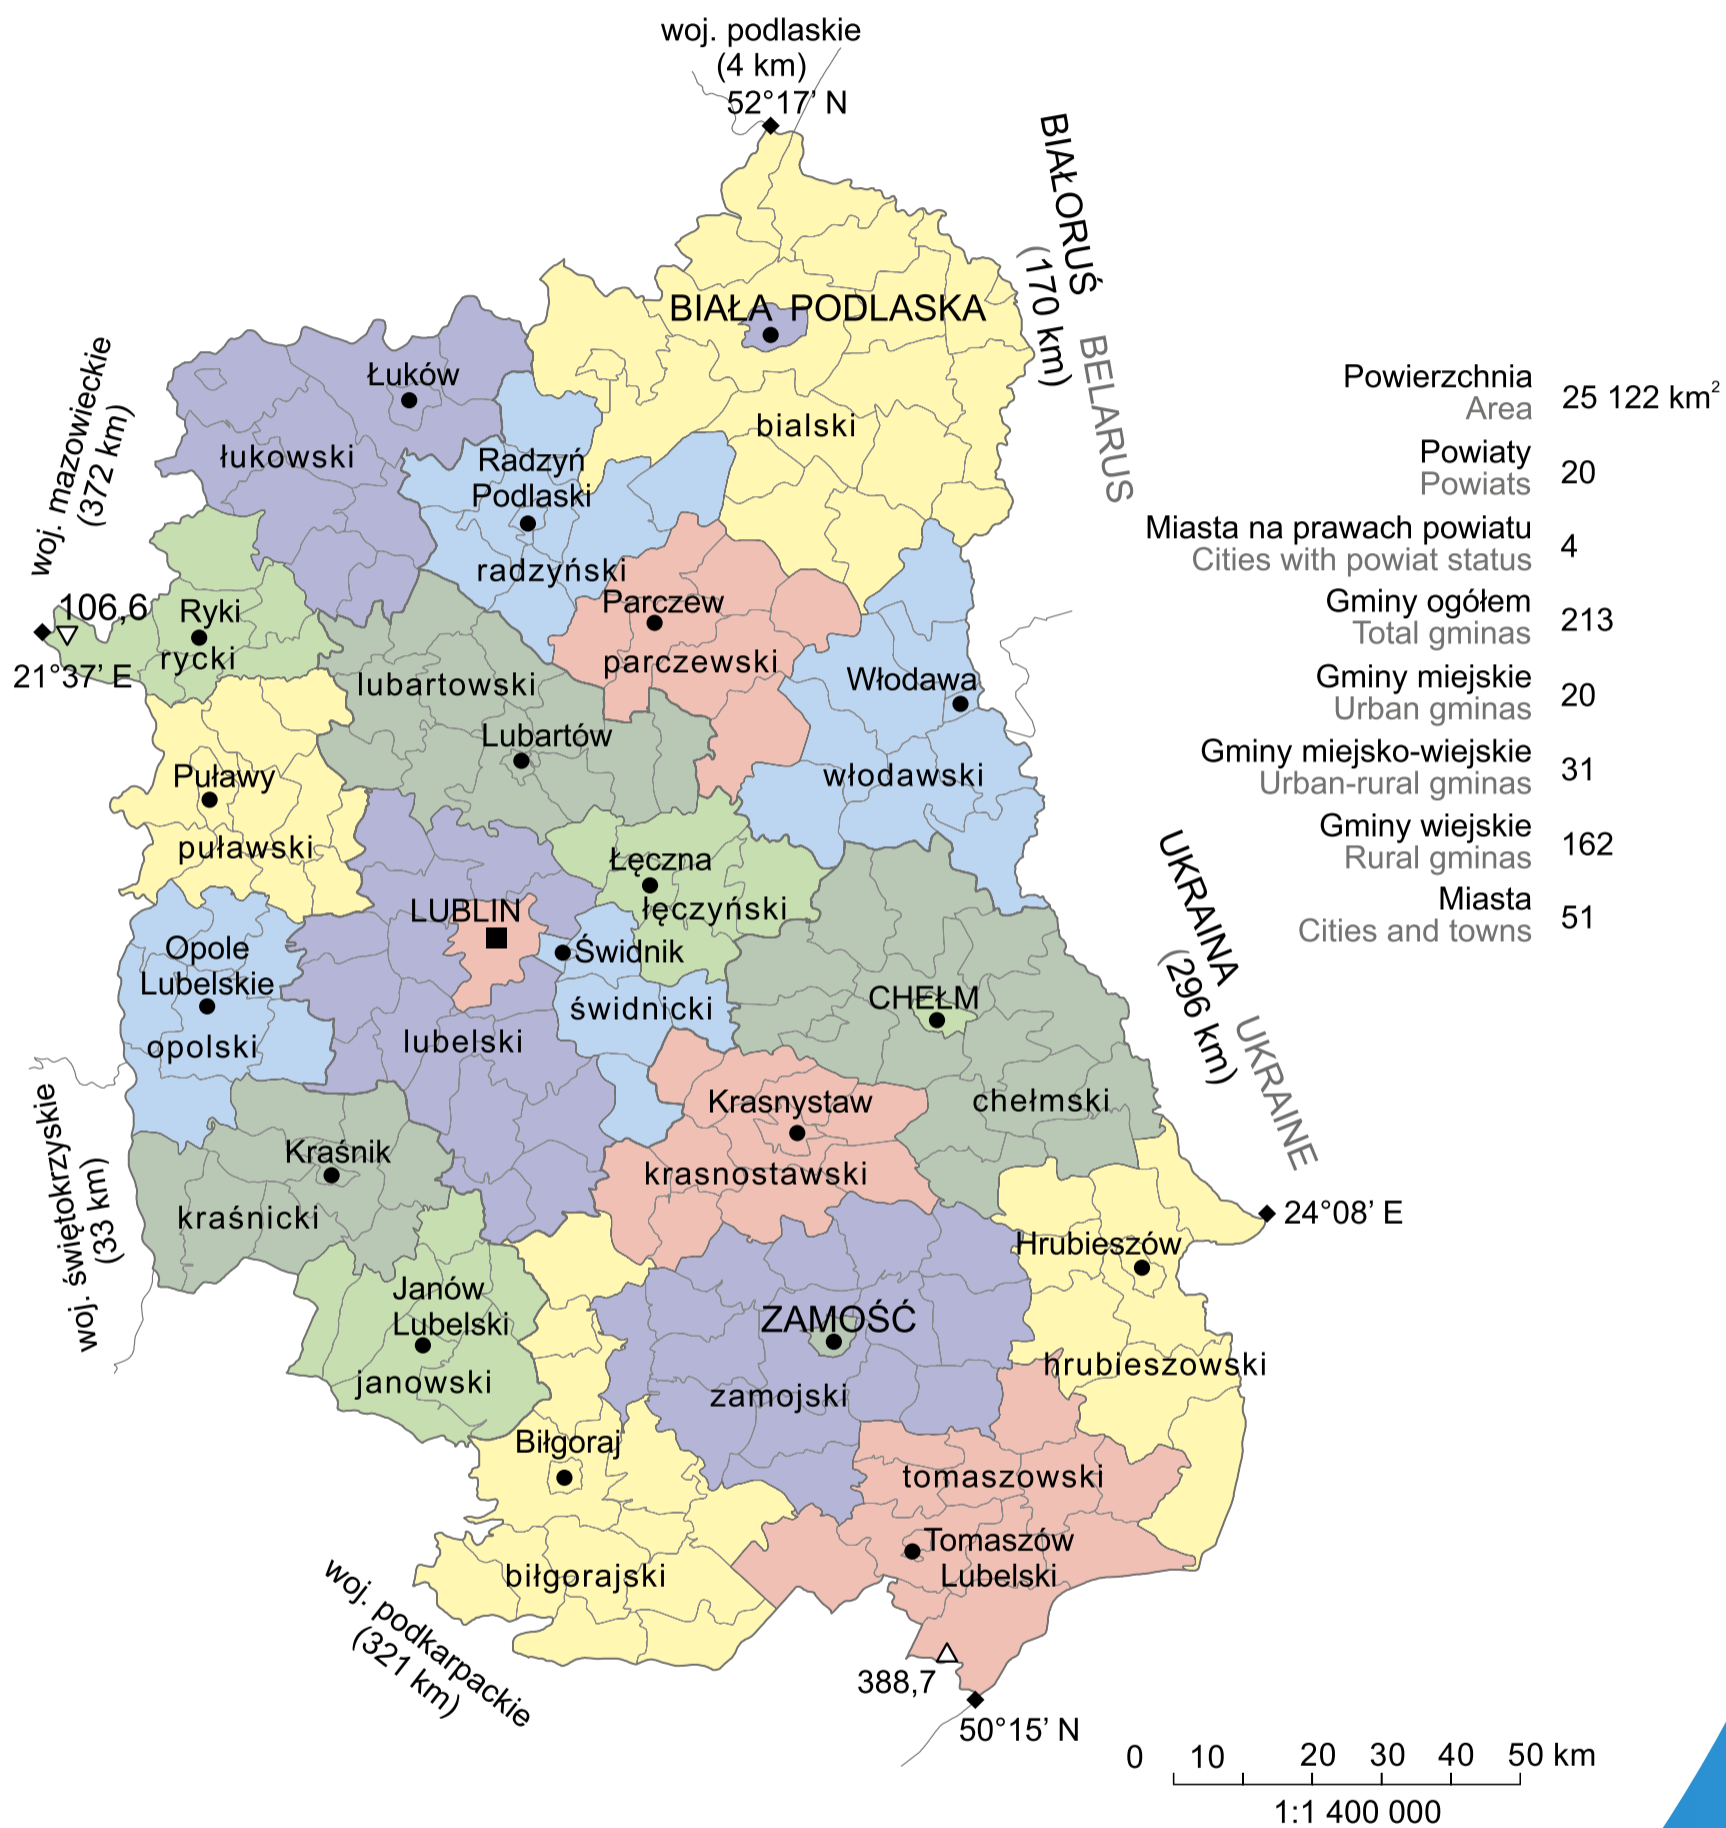 woj. podlaskie
(4 km)
52°17’ N
BIAŁORUŚ
(170 km)
BELARUS
BIAŁA PODLASKA
woj. mazowieckie
(372 km)
Łuków
łukowski
bialski
Radzyń
Podlaski
radzyński
106,6
21°37’ E
Ryki
rycki
Parczew
parczewski
lubartowski
Lubartów
Włodawa
włodawski
Puławy
puławski
Łęczna
łęczyński
LUBLIN
Świdnik
świdnicki
Opole
Lubelskie
opolski
lubelski
CHEŁM
chełmski
UKRAINA
(296 km)
UKRAINE
woj. świętokrzyskie
(33 km)
Krasnystaw
krasnostawski
Kraśnik
kraśnicki
24°08’ E
Hrubieszów
hrubieszowski
Janów
Lubelski
janowski
ZAMOŚĆ
zamojski
Biłgoraj
biłgorajski
tomaszowski
Tomaszów
Lubelski
woj. podkarpackie
(321 km)
388,7
50°15’ N
Powierzchnia
Area
25 122 km²
Powiaty
Powiats
20
Miasta na prawach powiatu
Cities with powiat status
4
Gminy ogółem
Total gminas
213
Gminy miejskie
Urban gminas
20
Gminy miejsko-wiejskie
Urban-rural gminas
31
Gminy wiejskie
Rural gminas
162
Miasta
Cities and towns
51
0 10 20 30 40 50 km
1:1 400 000